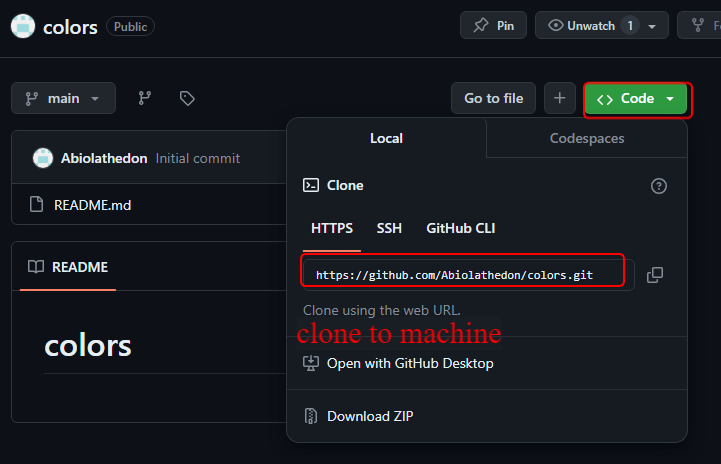 colors Public Pin Unwatch 1
main Go to file + Code
Local Codespaces
Abiolathedon Initial commit
Clone
README.md
HTTPS SSH GitHub CLI
README
https://github.com/Abiolathedon/colors.git
Clone using the web URL.
clone to machine
colors
Open with GitHub Desktop
Download ZIP